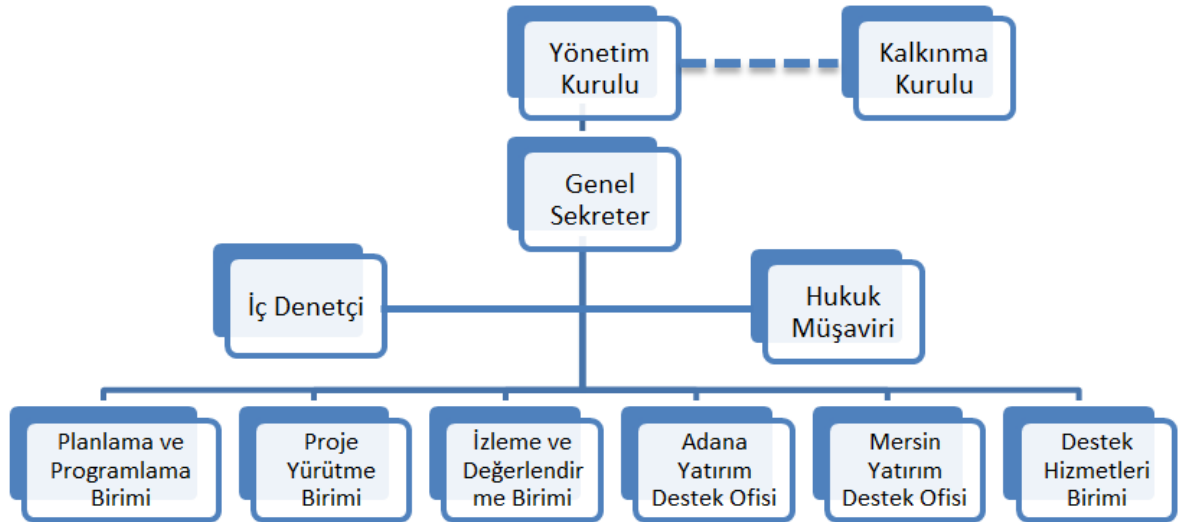 Yönetim
Kurulu
Kalkınma
Kurulu
Genel
Sekreter
İç Denetçi
Hukuk
Müşaviri
Planlama ve
Programlama
Birimi
Proje
Yürütme
Birimi
İzleme ve
Değerlendir
me Birimi
Adana
Yatırım
Destek Ofisi
Mersin
Yatırım
Destek Ofisi
Destek
Hizmetleri
Birimi